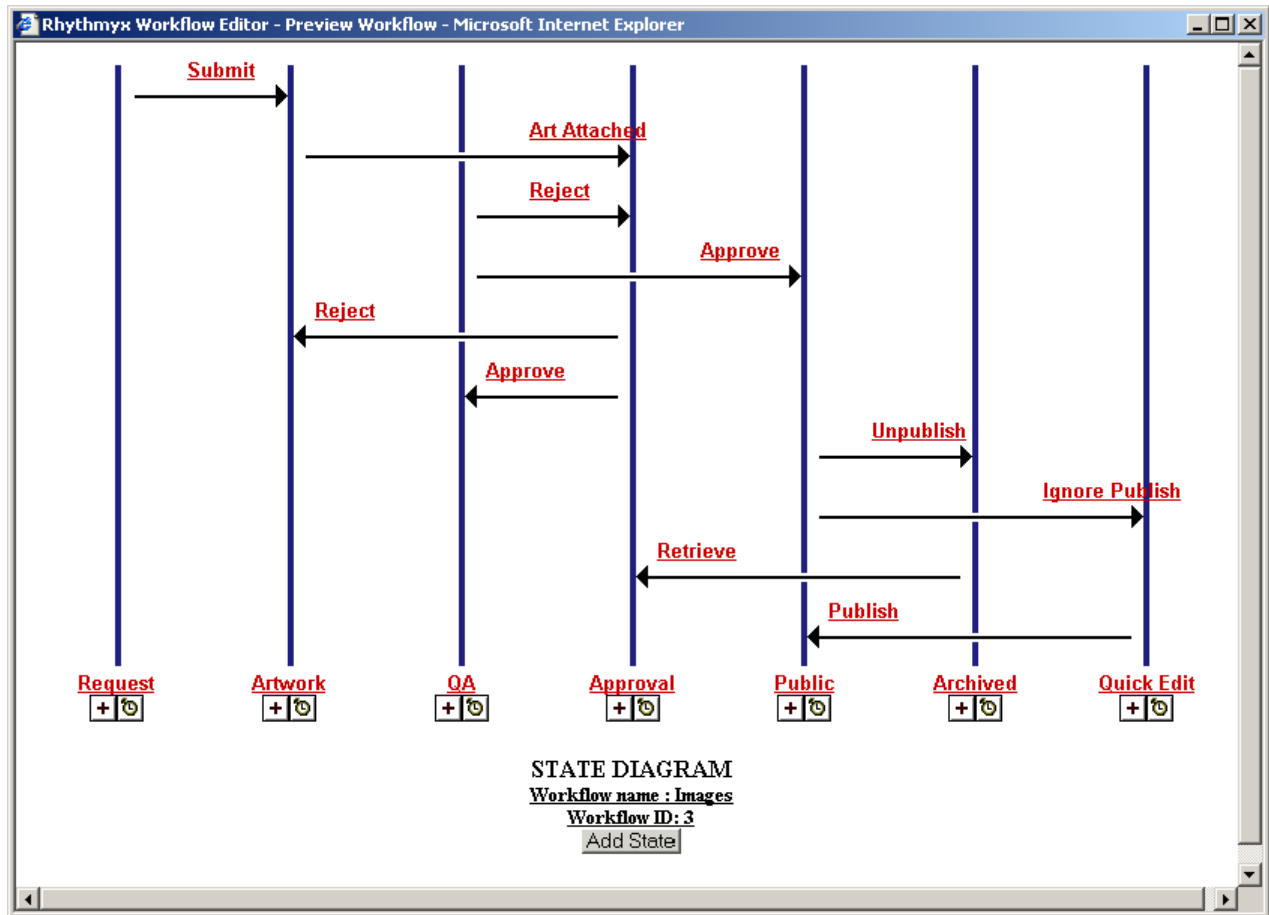 Rhythmyx Workflow Editor - Preview Workflow - Microsoft Internet Explorer
Submit
Art Attached
Reject
Approve
Reject
Approve
Unpublish
Ignore Publish
Retrieve
Publish
Request Artwork QA Approval Public Archived Quick Edit
STATE DIAGRAM
Workflow name : Images
Workflow ID: 3
Add State